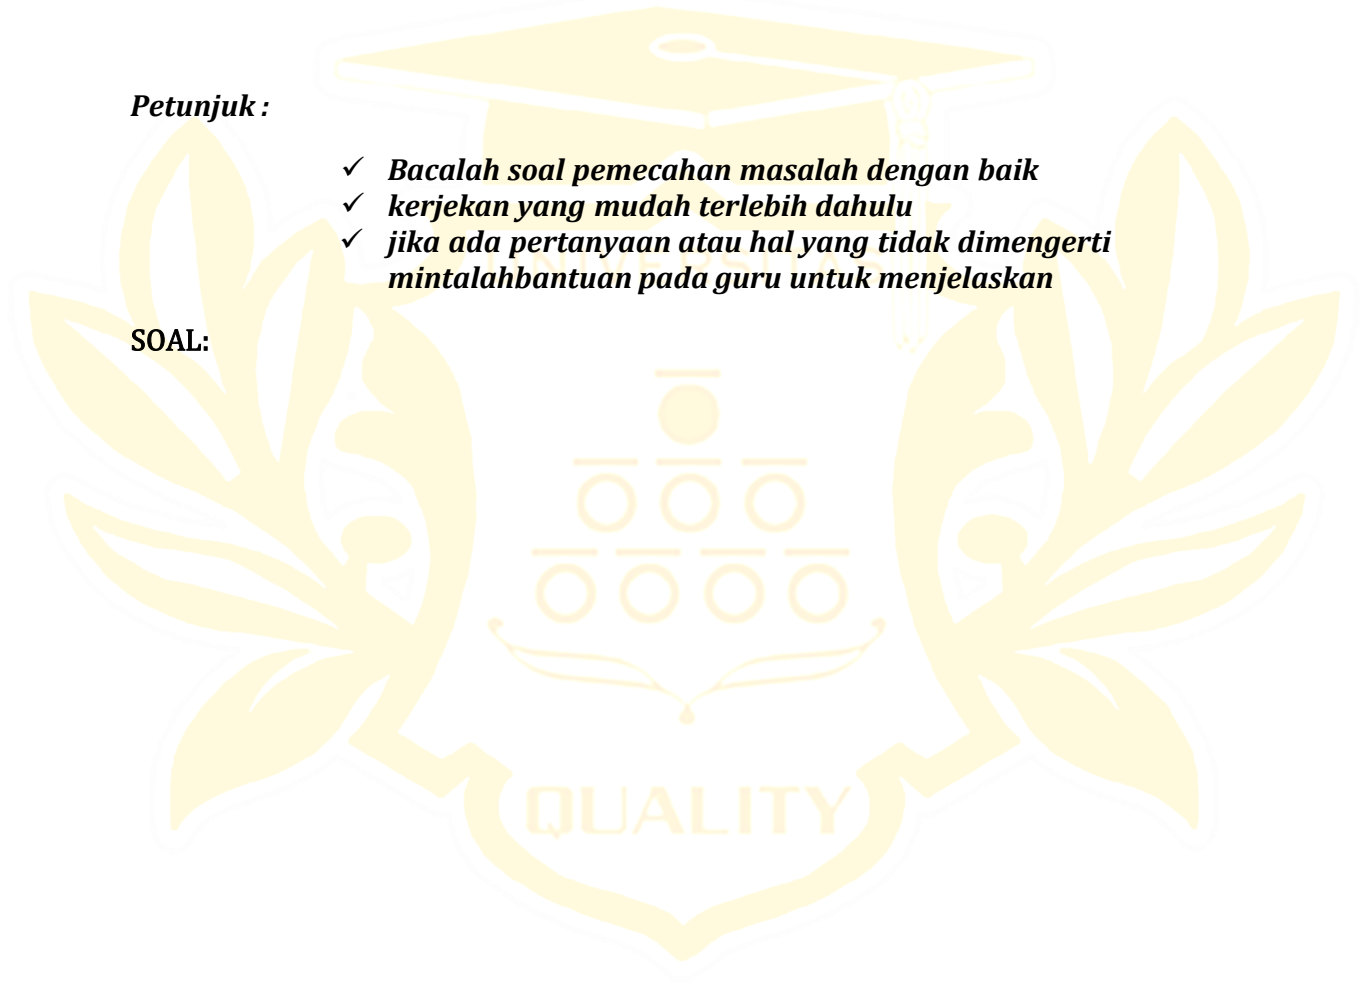 Petunjuk :
✓ Bacalah soal pemecahan masalah dengan baik
✓ kerjekan yang mudah terlebih dahulu
✓ jika ada pertanyaan atau hal yang tidak dimengerti
mintalahbantuan pada guru untuk menjelaskan
UNIVERSITAS
SOAL:
QUALITY